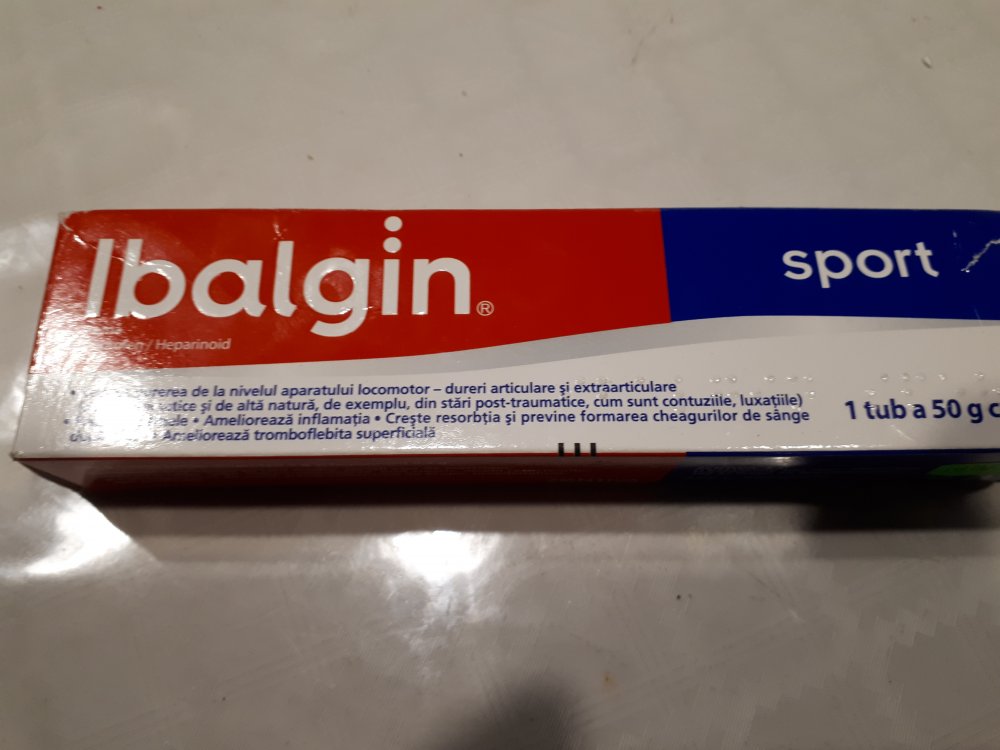 Ibalgin®
sport
/ Heparinoid
de la nivelul aparatului locomotor – dureri articulare și extraarticulare
și de altă natură, de exemplu, din stări post-traumatice, cum sunt contuziile, luxațiile)
• Ameliorează inflamația • Crește resorbția și previne formarea cheagurilor de sânge
Ameliorează tromboflebita superficială
1 tub a 50 g